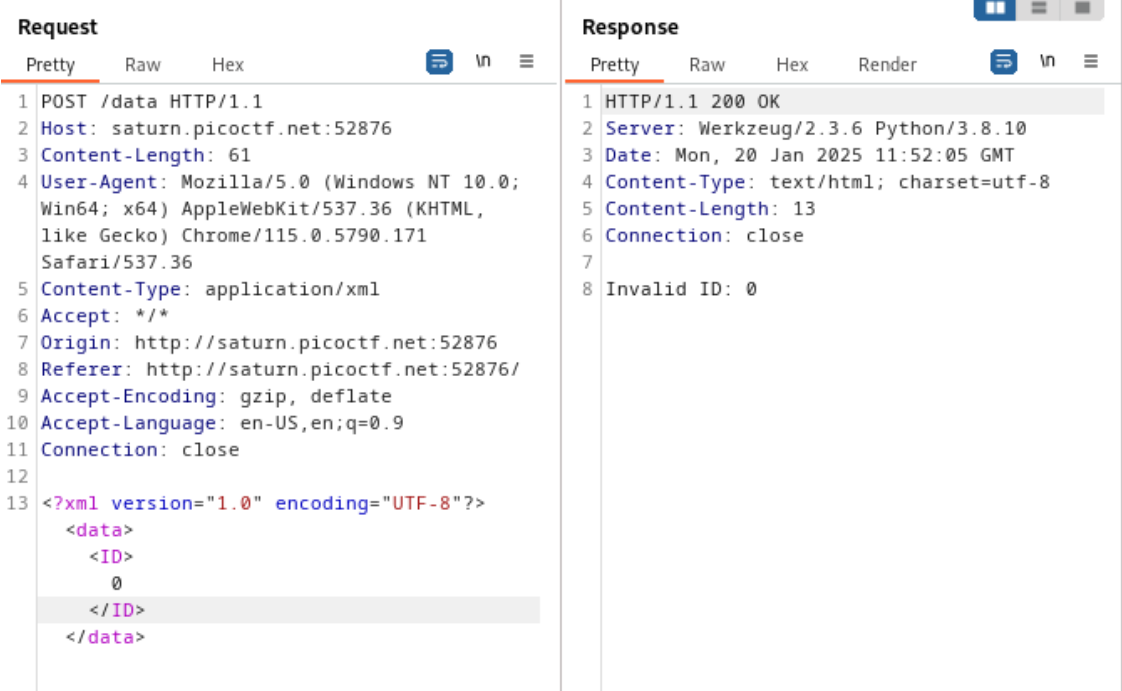 Request
Pretty Raw Hex \n
1 POST /data HTTP/1.1
2 Host: saturn.picoctf.net:52876
3 Content-Length: 61
4 User-Agent: Mozilla/5.0 (Windows NT 10.0;
Win64; x64) AppleWebKit/537.36 (KHTML,
like Gecko) Chrome/115.0.5790.171
Safari/537.36
5 Content-Type: application/xml
6 Accept: */*
7 Origin: http://saturn.picoctf.net:52876
8 Referer: http://saturn.picoctf.net:52876/
9 Accept-Encoding: gzip, deflate
10 Accept-Language: en-US,en;q=0.9
11 Connection: close
12
13 <?xml version="1.0" encoding="UTF-8"?>
<data>
<ID>
0
</ID>
</data>
Response
Pretty Raw Hex Render \n
1 HTTP/1.1 200 OK
2 Server: Werkzeug/2.3.6 Python/3.8.10
3 Date: Mon, 20 Jan 2025 11:52:05 GMT
4 Content-Type: text/html; charset=utf-8
5 Content-Length: 13
6 Connection: close
7
8 Invalid ID: 0